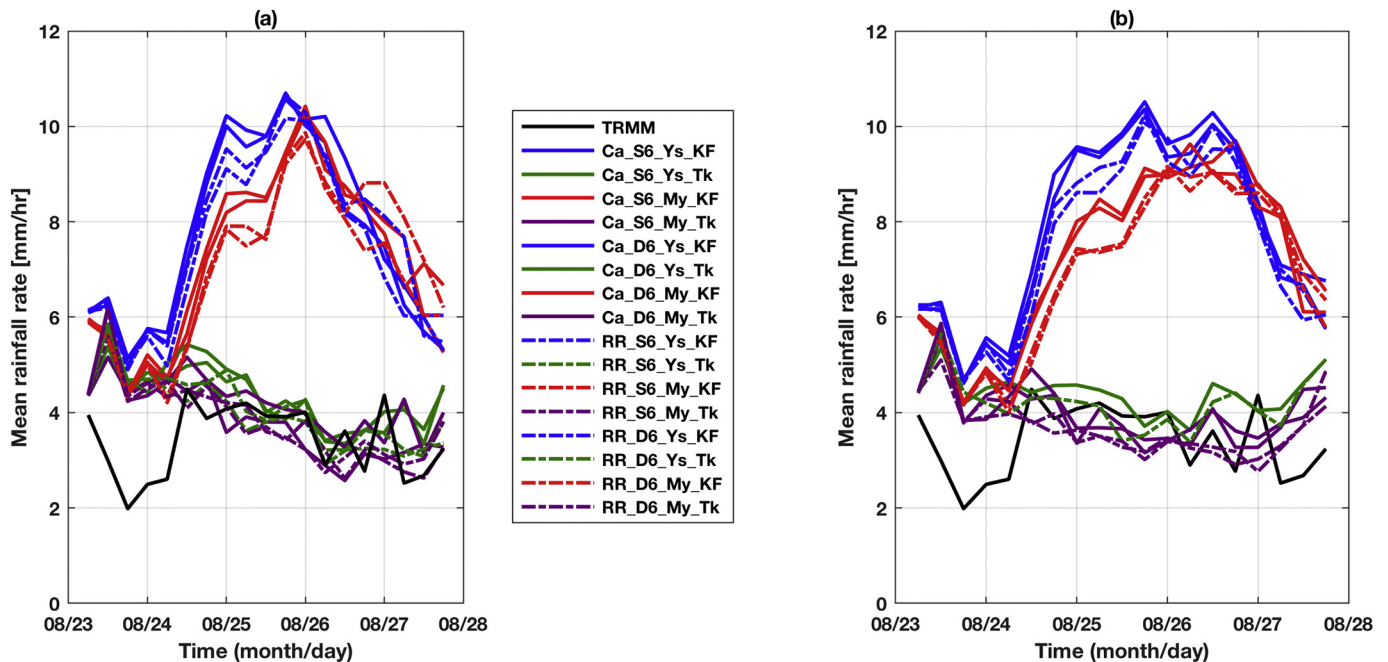 (a)
Mean rainfall rate [mm/hr]
12
10
8
6
4
2
0
08/23
08/24
08/25
08/26
08/27
08/28
Time (month/day)
TRMM
Ca_S6_Ys_KF
Ca_S6_Ys_Tk
Ca_S6_My_KF
Ca_S6_My_Tk
Ca_D6_Ys_KF
Ca_D6_Ys_Tk
Ca_D6_My_KF
Ca_D6_My_Tk
RR_S6_Ys_KF
RR_S6_Ys_Tk
RR_S6_My_KF
RR_S6_My_Tk
RR_D6_Ys_KF
RR_D6_Ys_Tk
RR_D6_My_KF
RR_D6_My_Tk
(b)
Mean rainfall rate [mm/hr]
12
10
8
6
4
2
0
08/23
08/24
08/25
08/26
08/27
08/28
Time (month/day)